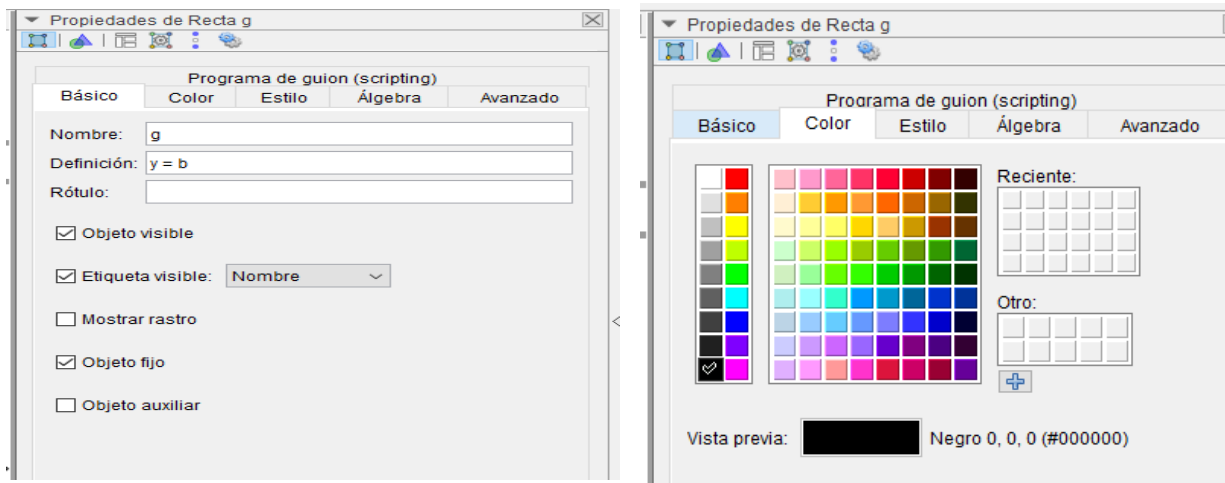 Propiedades de Recta g
Programa de guion (scripting)
Básico Color Estilo Álgebra Avanzado
Nombre: g
Definición: y = b
Rótulo:
Objeto visible
Etiqueta visible: Nombre
Mostrar rastro
Objeto fijo
Objeto auxiliar
Propiedades de Recta g
Programa de guion (scripting)
Básico Color Estilo Álgebra Avanzado
Reciente:
Otro:
Vista previa: Negro 0, 0, 0 (#000000)